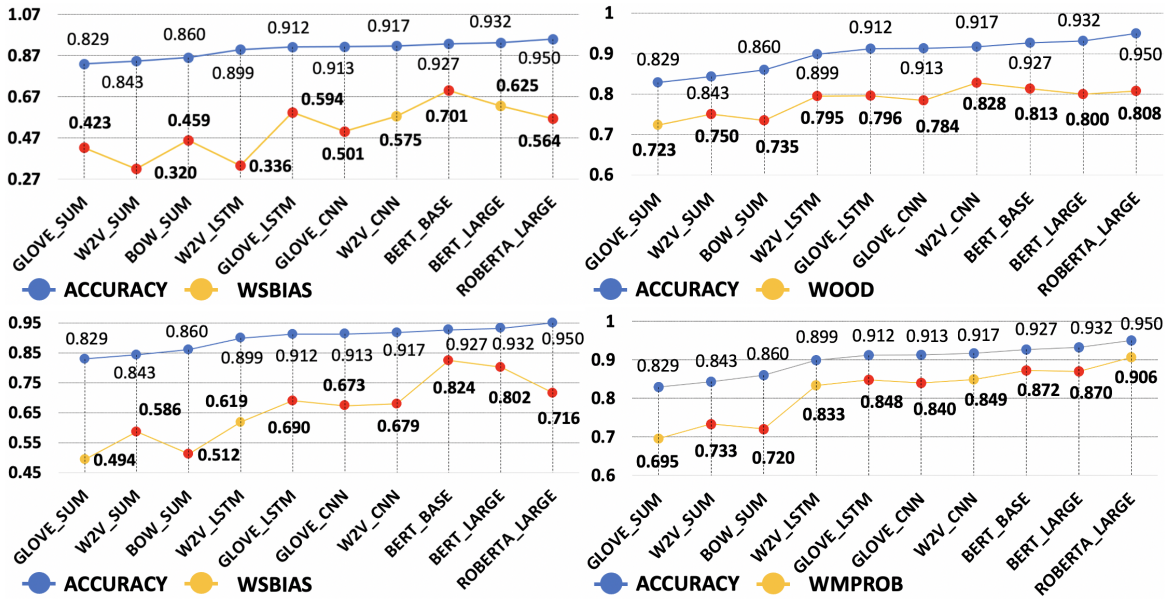 1.07
0.87
0.67
0.47
0.27
0.829
0.843
0.860
0.899
0.912
0.913
0.917
0.927
0.932
0.950
0.423
0.320
0.459
0.336
0.594
0.501
0.575
0.701
0.625
0.564
GLOVE_SUM
W2V_SUM
BOW_SUM
W2V_LSTM
GLOVE_LSTM
GLOVE_CNN
W2V_CNN
BERT_BASE
BERT_LARGE
ROBERTA_LARGE
ACCURACY WSBIAS
1
0.9
0.8
0.7
0.6
0.829
0.843
0.860
0.899
0.912
0.913
0.917
0.927
0.932
0.950
0.723
0.750
0.735
0.795
0.796
0.784
0.828
0.813
0.800
0.808
GLOVE_SUM
W2V_SUM
BOW_SUM
W2V_LSTM
GLOVE_LSTM
GLOVE_CNN
W2V_CNN
BERT_BASE
BERT_LARGE
ROBERTA_LARGE
ACCURACY WOOD
0.95
0.85
0.75
0.65
0.55
0.45
0.829
0.843
0.860
0.899
0.912
0.913
0.917
0.927
0.932
0.950
0.494
0.586
0.512
0.619
0.690
0.673
0.679
0.824
0.802
0.716
GLOVE_SUM
W2V_SUM
BOW_SUM
W2V_LSTM
GLOVE_LSTM
GLOVE_CNN
W2V_CNN
BERT_BASE
BERT_LARGE
ROBERTA_LARGE
ACCURACY WSBIAS
1
0.9
0.8
0.7
0.6
0.829
0.843
0.860
0.899
0.912
0.913
0.917
0.927
0.932
0.950
0.695
0.733
0.720
0.833
0.848
0.840
0.849
0.872
0.870
0.906
GLOVE_SUM
W2V_SUM
BOW_SUM
W2V_LSTM
GLOVE_LSTM
GLOVE_CNN
W2V_CNN
BERT_BASE
BERT_LARGE
ROBERTA_LARGE
ACCURACY WMPROB